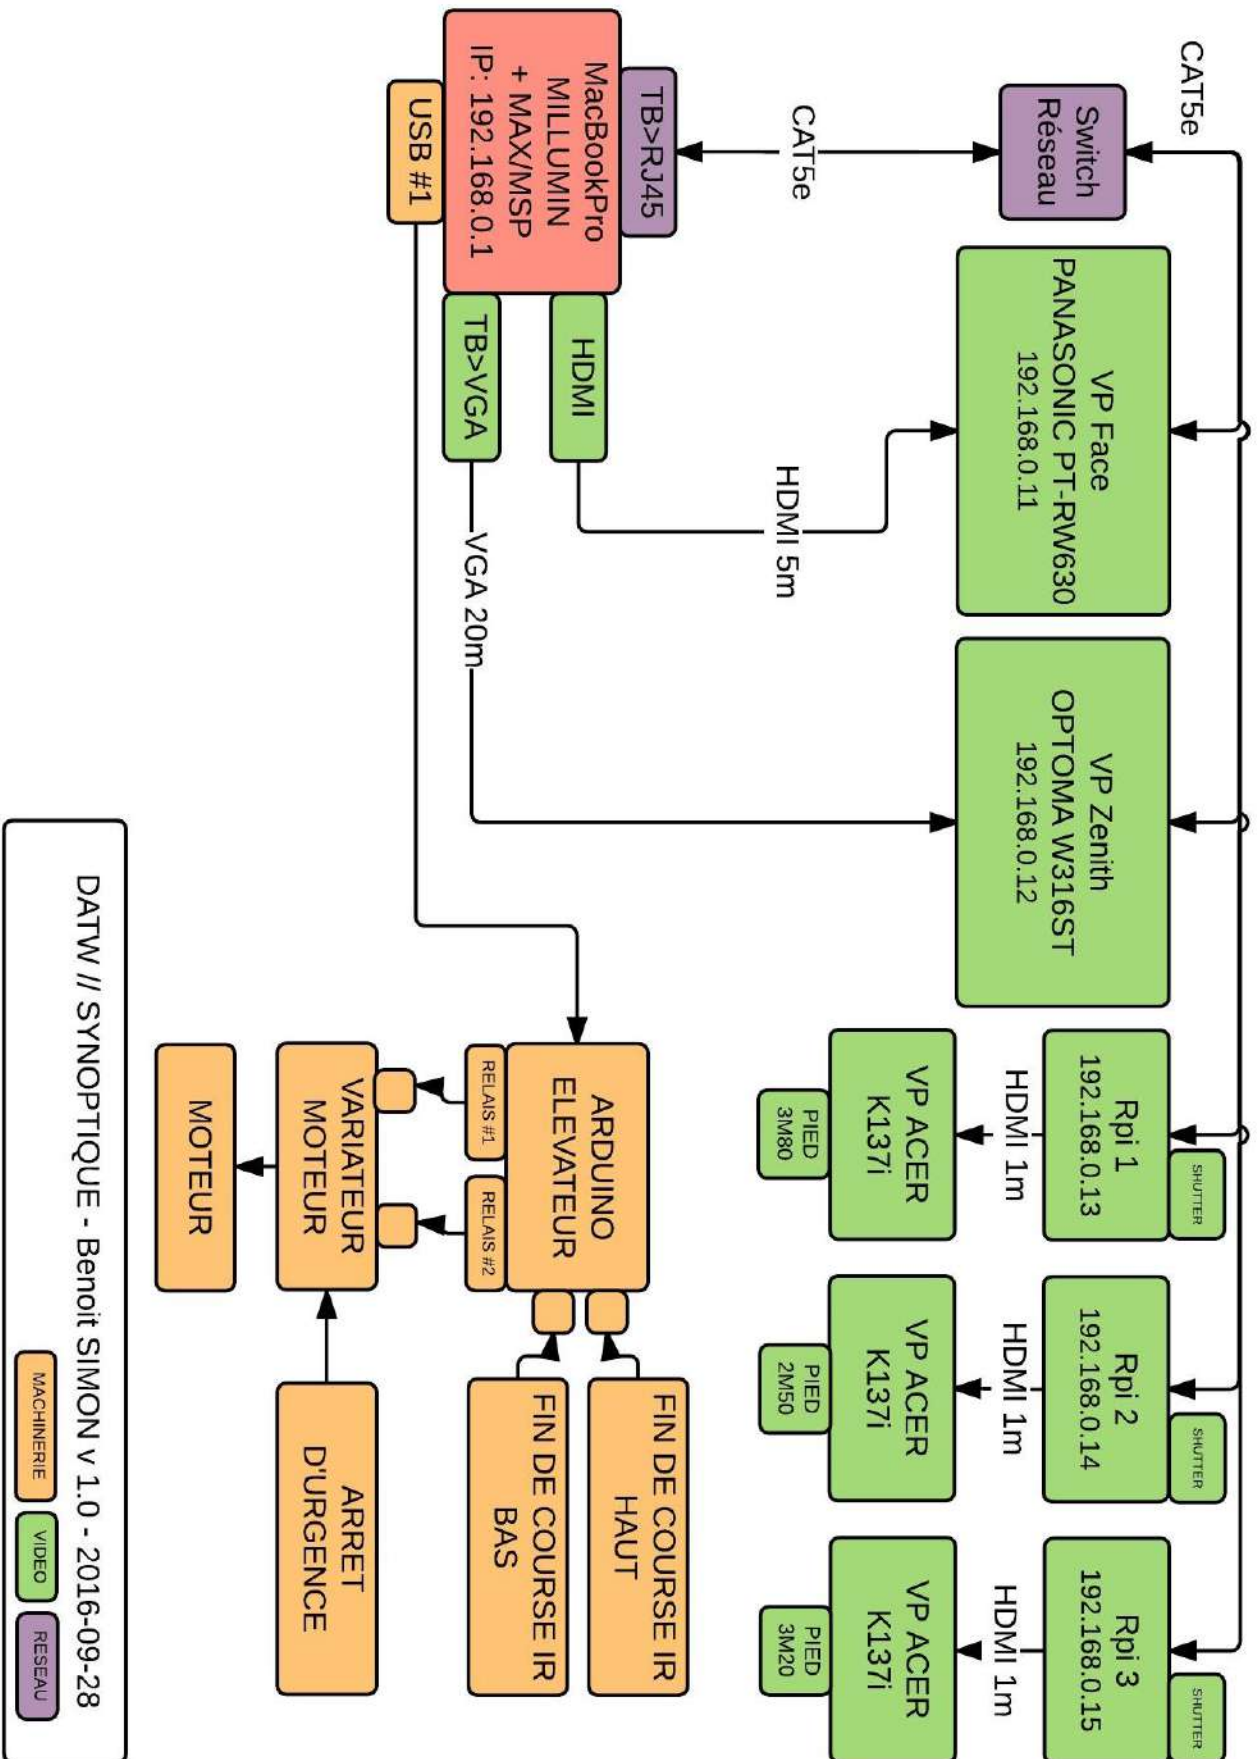 CAT5e
Switch
Réseau
VP Face
PANASONIC PT-RW630
192.168.0.11
VP Zenith
OPTOMA W316ST
192.168.0.12
SHUTTER
Rpi 1
192.168.0.13
SHUTTER
Rpi 2
192.168.0.14
SHUTTER
Rpi 3
192.168.0.15
HDMI 1m
HDMI 1m
HDMI 1m
VP ACER
K137i
VP ACER
K137i
VP ACER
K137i
PIED
3M80
PIED
2M50
PIED
3M20
CAT5e
HDMI 5m
TB>RJ45
MacBookPro
MILLUMIN
+ MAX/MSP
IP: 192.168.0.1
HDMI
TB>VGA
VGA 20m
USB #1
ARDUINO
ELEVATEUR
FIN DE COURSE IR
HAUT
FIN DE COURSE IR
BAS
RELAIS #1
RELAIS #2
VARIATEUR
MOTEUR
ARRET
D'URGENCE
MOTEUR
DATW // SYNOPTIQUE - Benoit SIMON v 1.0 - 2016-09-28
MACHINERIE
VIDEO
RESEAU